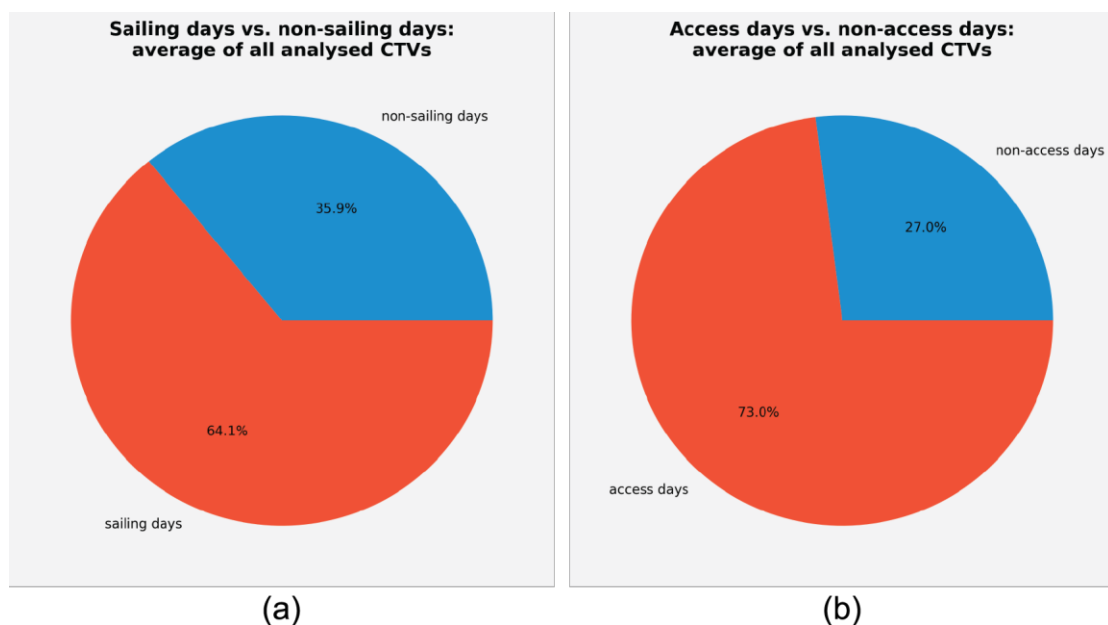 Sailing days vs. non-sailing days:
average of all analysed CTVs
non-sailing days
35.9%
64.1%
sailing days
(a)
Access days vs. non-access days:
average of all analysed CTVs
non-access days
27.0%
73.0%
access days
(b)